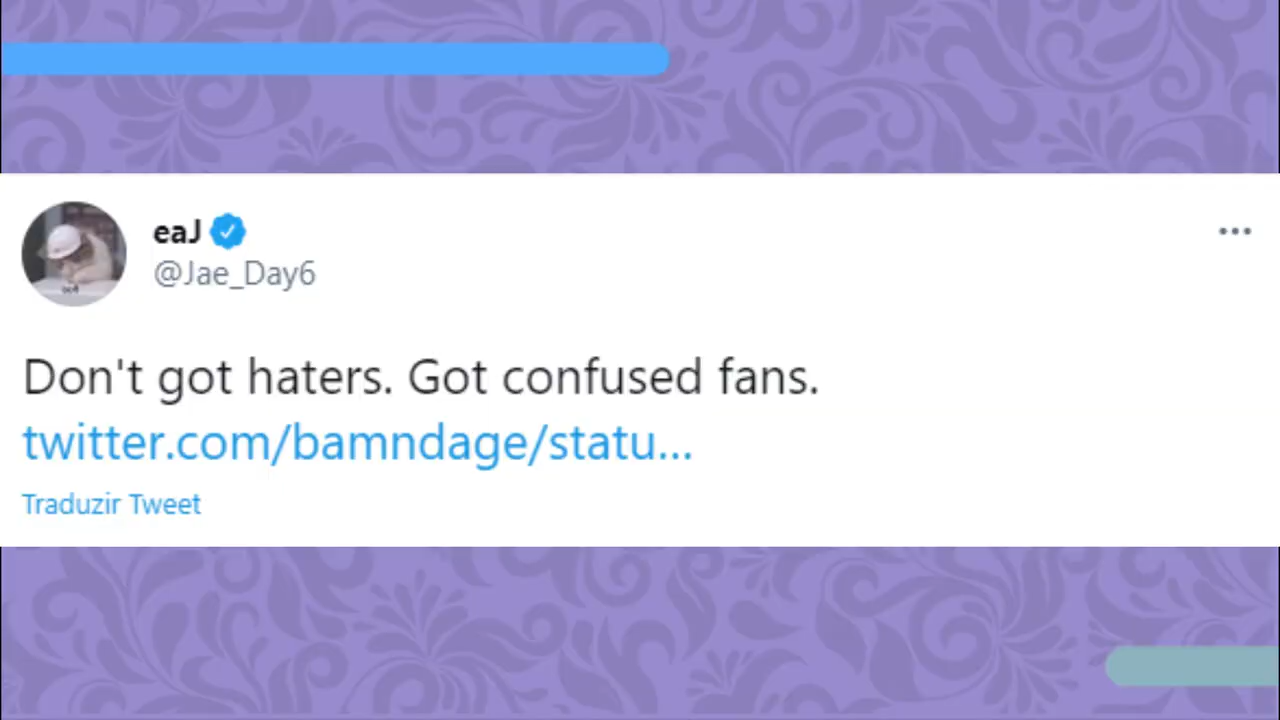 eaJ
@Jae_Day6
Don't got haters. Got confused fans.
twitter.com/bamndage/statu...
Traduzir Tweet